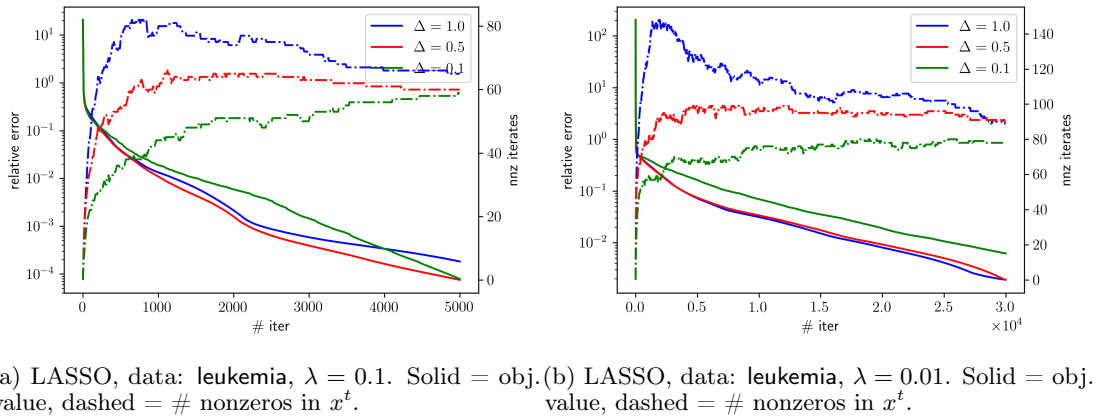 10^1
10^0
10^{-1}
10^{-2}
10^{-3}
10^{-4}
relative error
0 1000 2000 3000 4000 5000
# iter
80
60
40
20
0
nnz iterates
Δ = 1.0
Δ = 0.5
Δ = 0.1
10^2
10^1
10^0
10^{-1}
10^{-2}
relative error
0.0 0.5 1.0 1.5 2.0 2.5 3.0
×10^4
# iter
140
120
100
80
60
40
20
0
nnz iterates
Δ = 1.0
Δ = 0.5
Δ = 0.1
a) LASSO, data: leukemia, λ = 0.1. Solid = obj.
value, dashed = # nonzeros in x^t.
(b) LASSO, data: leukemia, λ = 0.01. Solid = obj.
value, dashed = # nonzeros in x^t.